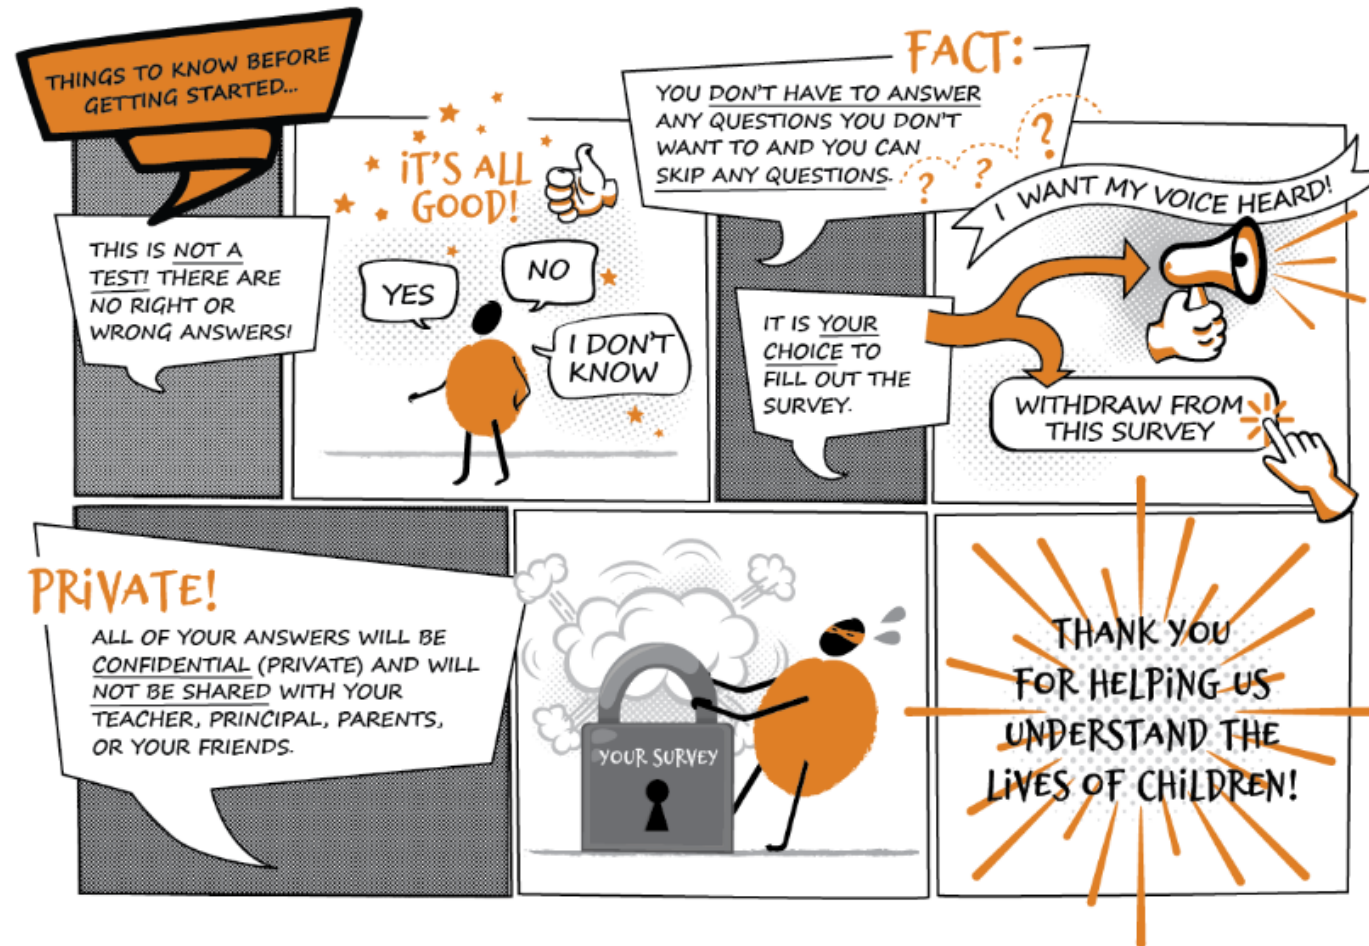 THINGS TO KNOW BEFORE
GETTING STARTED...
THIS IS NOT A
TEST! THERE ARE
NO RIGHT OR
WRONG ANSWERS!
IT'S ALL
GOOD!
YES
NO
I DON'T
KNOW
FACT:
YOU DON'T HAVE TO ANSWER
ANY QUESTIONS YOU DON'T
WANT TO AND YOU CAN
SKIP ANY QUESTIONS.
? ? ?
IT IS YOUR
CHOICE TO
FILL OUT THE
SURVEY.
I WANT MY VOICE HEARD!
WITHDRAW FROM
THIS SURVEY
PRIVATE!
ALL OF YOUR ANSWERS WILL BE
CONFIDENTIAL (PRIVATE) AND WILL
NOT BE SHARED WITH YOUR
TEACHER, PRINCIPAL, PARENTS,
OR YOUR FRIENDS.
YOUR SURVEY
THANK YOU
FOR HELPING US
UNDERSTAND THE
LIVES OF CHILDREN!